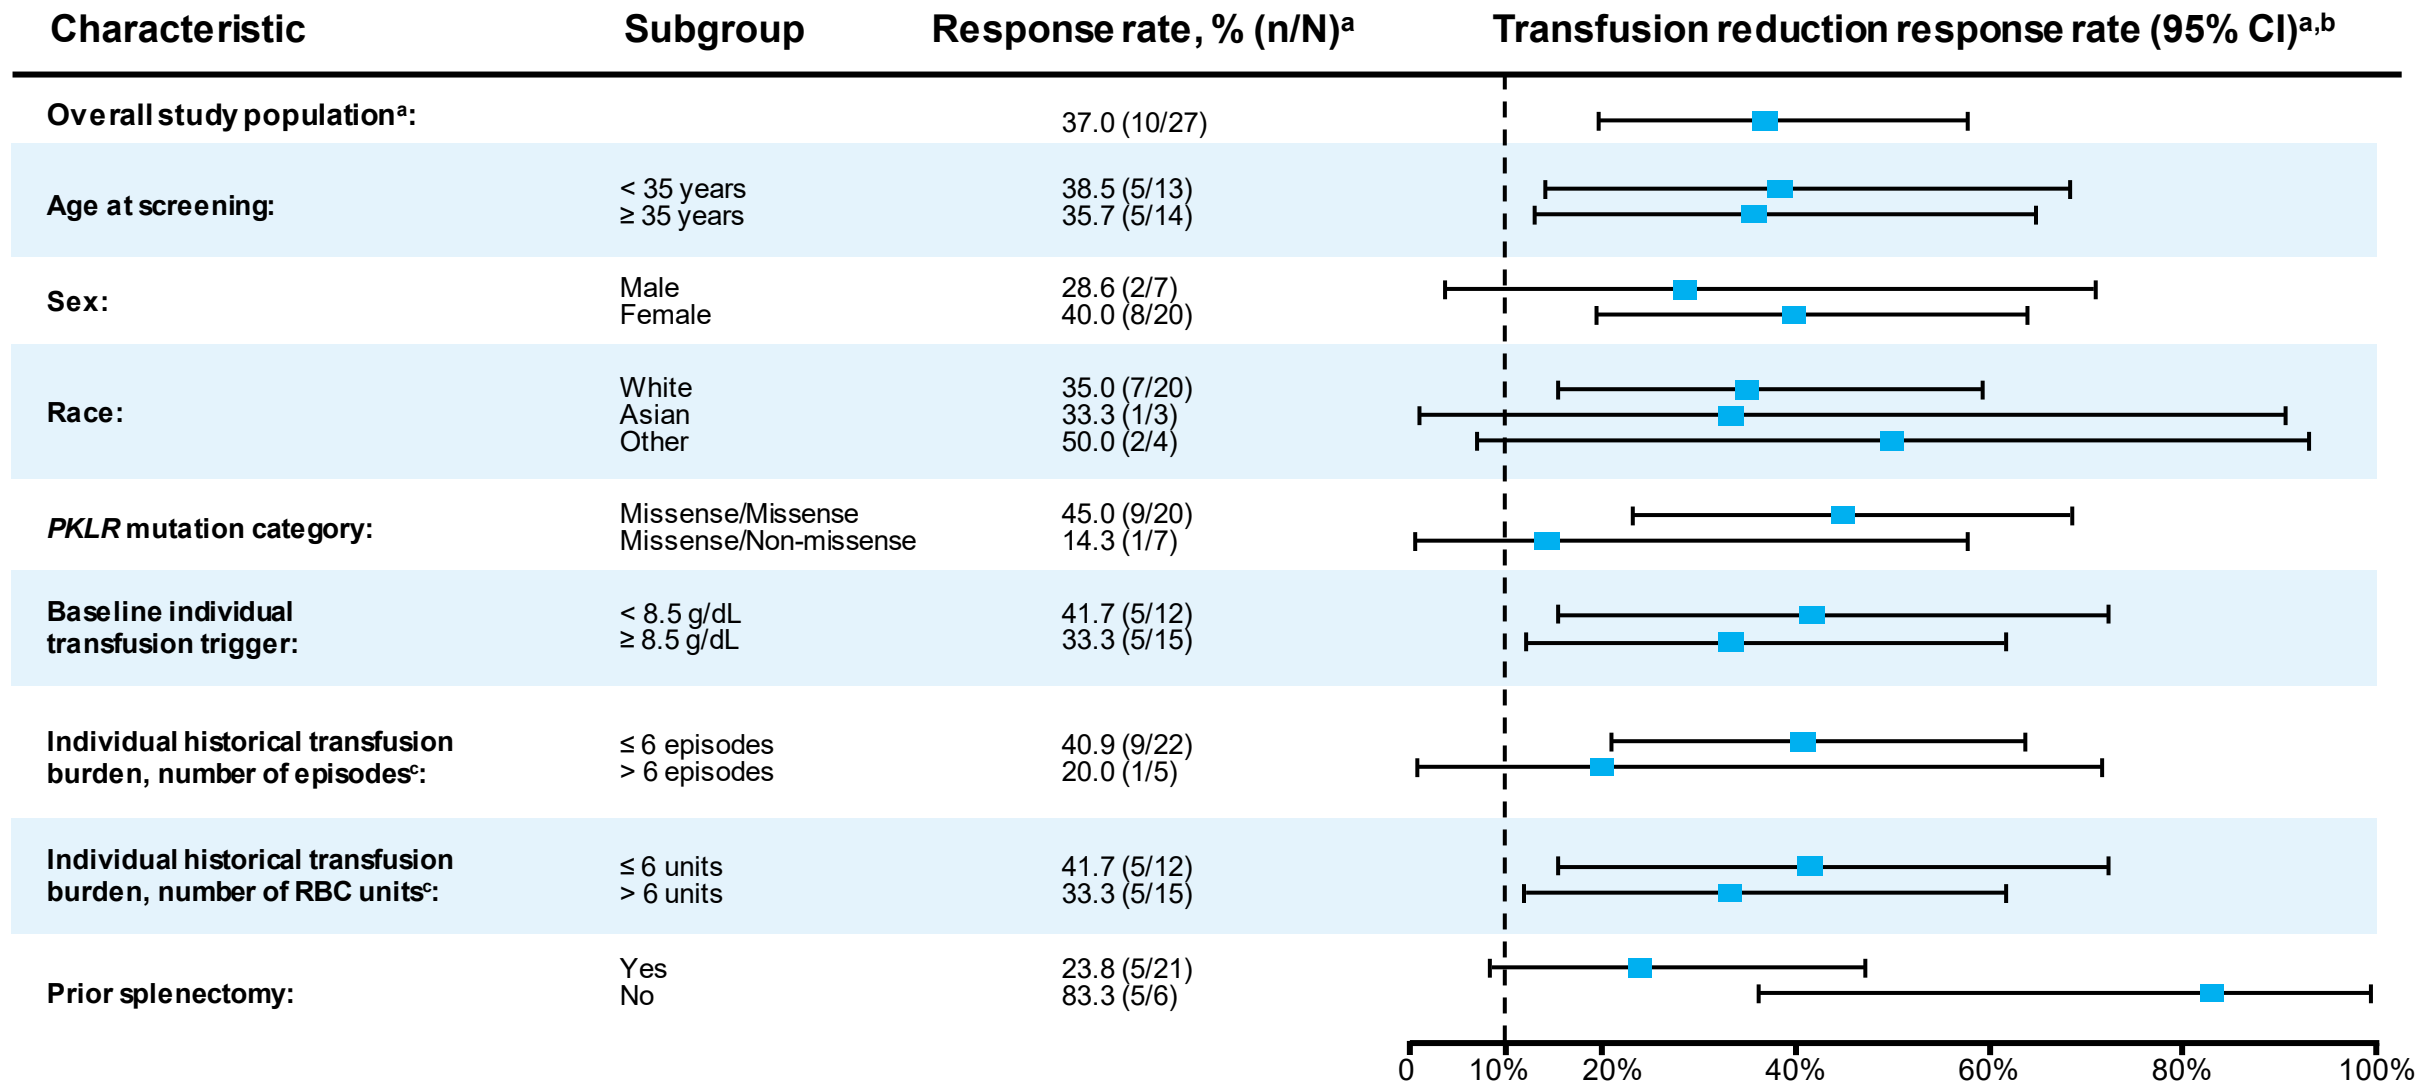 Characteristic Subgroup Response rate, % (n/N)ᵃ Transfusion reduction response rate (95% CI)ᵃ,ᵇ
Overall study populationᵃ: 37.0 (10/27)
Age at screening:
< 35 years 38.5 (5/13)
≥ 35 years 35.7 (5/14)
Sex:
Male 28.6 (2/7)
Female 40.0 (8/20)
Race:
White 35.0 (7/20)
Asian 33.3 (1/3)
Other 50.0 (2/4)
PKLR mutation category:
Missense/Missense 45.0 (9/20)
Missense/Non-missense 14.3 (1/7)
Baseline individual
transfusion trigger:
< 8.5 g/dL 41.7 (5/12)
≥ 8.5 g/dL 33.3 (5/15)
Individual historical transfusion
burden, number of episodesᶜ:
≤ 6 episodes 40.9 (9/22)
> 6 episodes 20.0 (1/5)
Individual historical transfusion
burden, number of RBC unitsᶜ:
≤ 6 units 41.7 (5/12)
> 6 units 33.3 (5/15)
Prior splenectomy:
Yes 23.8 (5/21)
No 83.3 (5/6)
0 10% 20% 40% 60% 80% 100%